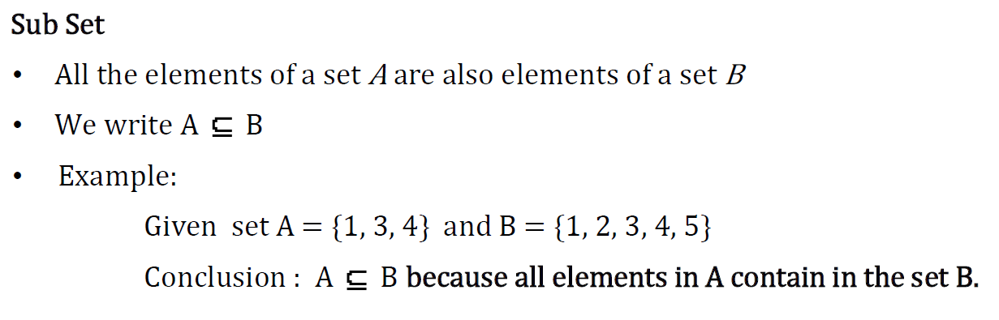 Sub Set
• All the elements of a set A are also elements of a set B
• We write A ⊆ B
• Example:
Given set A = {1, 3, 4} and B = {1, 2, 3, 4, 5}
Conclusion : A ⊆ B because all elements in A contain in the set B.